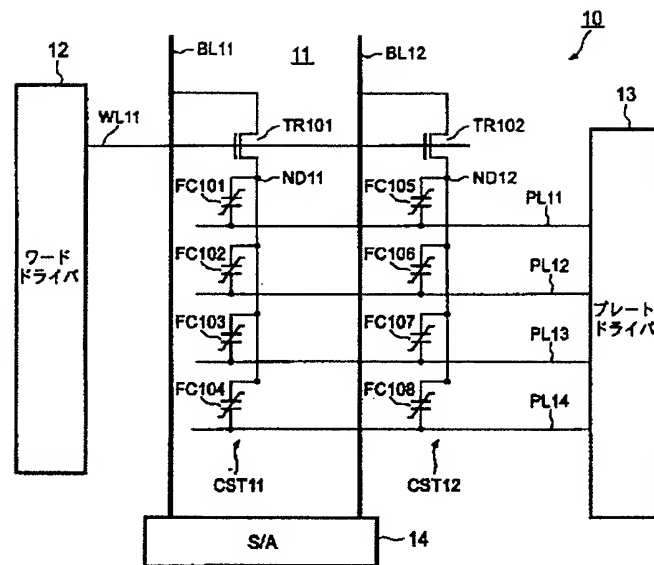 10
12
BL11
11
BL12
13
WL11
TR101
TR102
FC101
ND11
FC105
ND12
PL11
ワード
ドライバ
FC102
FC106
PL12
プレート
ドライバ
FC103
FC107
PL13
FC104
FC108
PL14
CST11
CST12
S/A
14